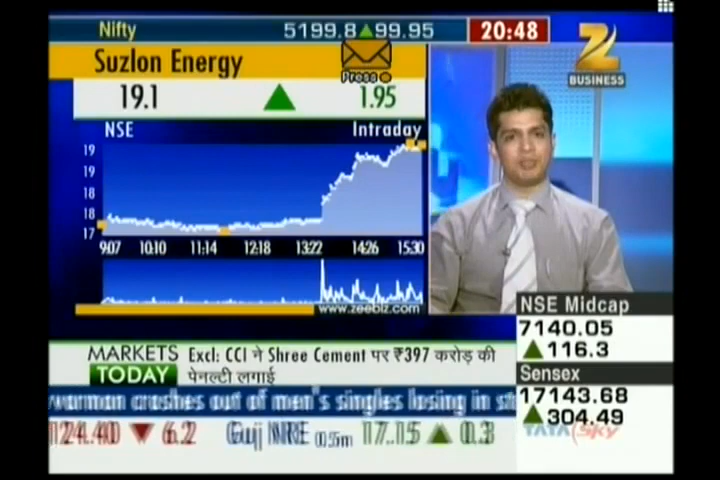 Nifty 5199.8 ▲ 99.95 20:48
Suzlon Energy
Press
19.1 ▲ 1.95
Z
BUSINESS
NSE Intraday
19
19
18
18
17
9:07 10:10 11:14 12:18 13:22 14:26 15:30
www.zeebiz.com
NSE Midcap
7140.05
▲ 116.3
Sensex
17143.68
▲ 304.49
TATA Sky
MARKETS
TODAY
Excl: CCI ने Shree Cement पर ₹397 करोड़ की
पेनल्टी लगाई
crashes out of men's singles losing in
124.40 ▼ 6.2 Guj NRE 17.15 ▲ 0.3